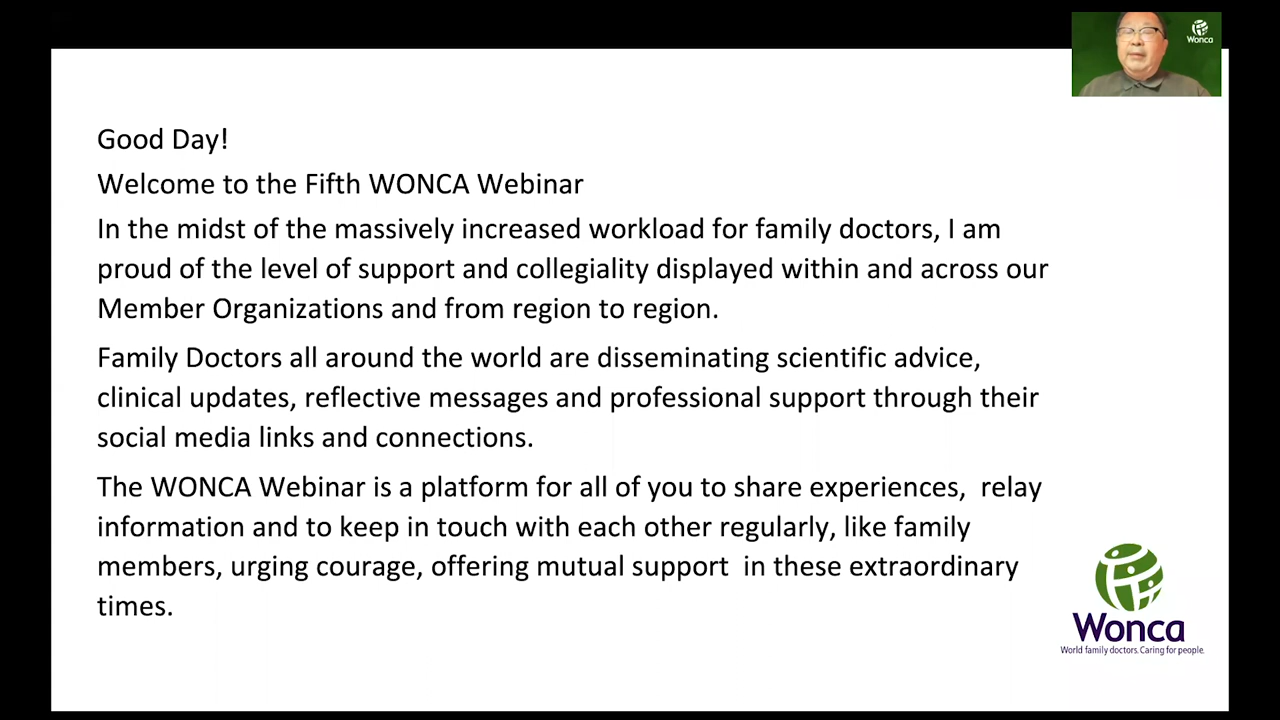 Wonca
Good Day!
Welcome to the Fifth WONCA Webinar
In the midst of the massively increased workload for family doctors, I am
proud of the level of support and collegiality displayed within and across our
Member Organizations and from region to region.
Family Doctors all around the world are disseminating scientific advice,
clinical updates, reflective messages and professional support through their
social media links and connections.
The WONCA Webinar is a platform for all of you to share experiences,  relay
information and to keep in touch with each other regularly, like family
members, urging courage, offering mutual support  in these extraordinary
times.
Wonca
World family doctors. Caring for people.